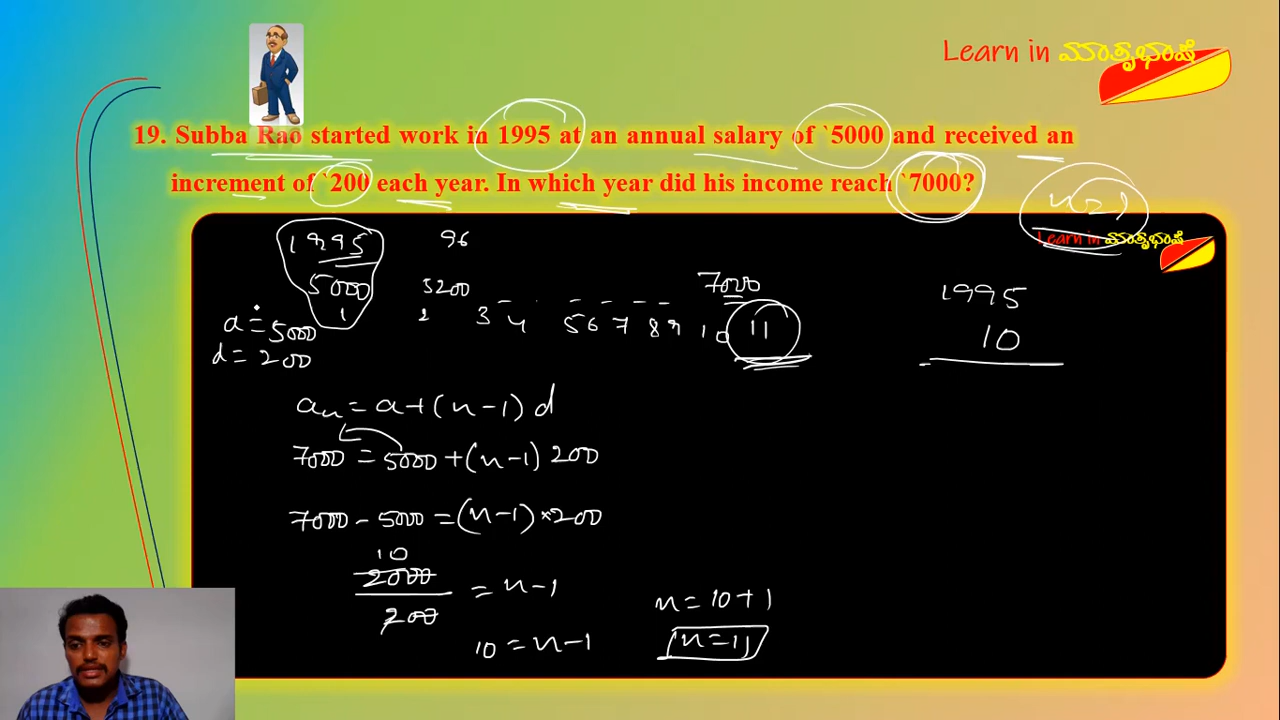 Learn in ಮಾತೃಭಾಷೆ
19. Subba Rao started work in 1995 at an annual salary of `5000 and received an
increment of `200 each year. In which year did his income reach `7000?
Learn in ಮಾತೃಭಾಷೆ
1995 96
5000 5200 7000
1 2 3 4 5 6 7 8 9 10 11
a = 5000
d = 200
1995
10
an = a + (n - 1) d
7000 = 5000 + (n - 1) 200
7000 - 5000 = (n - 1) × 200
10
2000
200
= n - 1
10 = n - 1
n = 10 + 1
n = 11